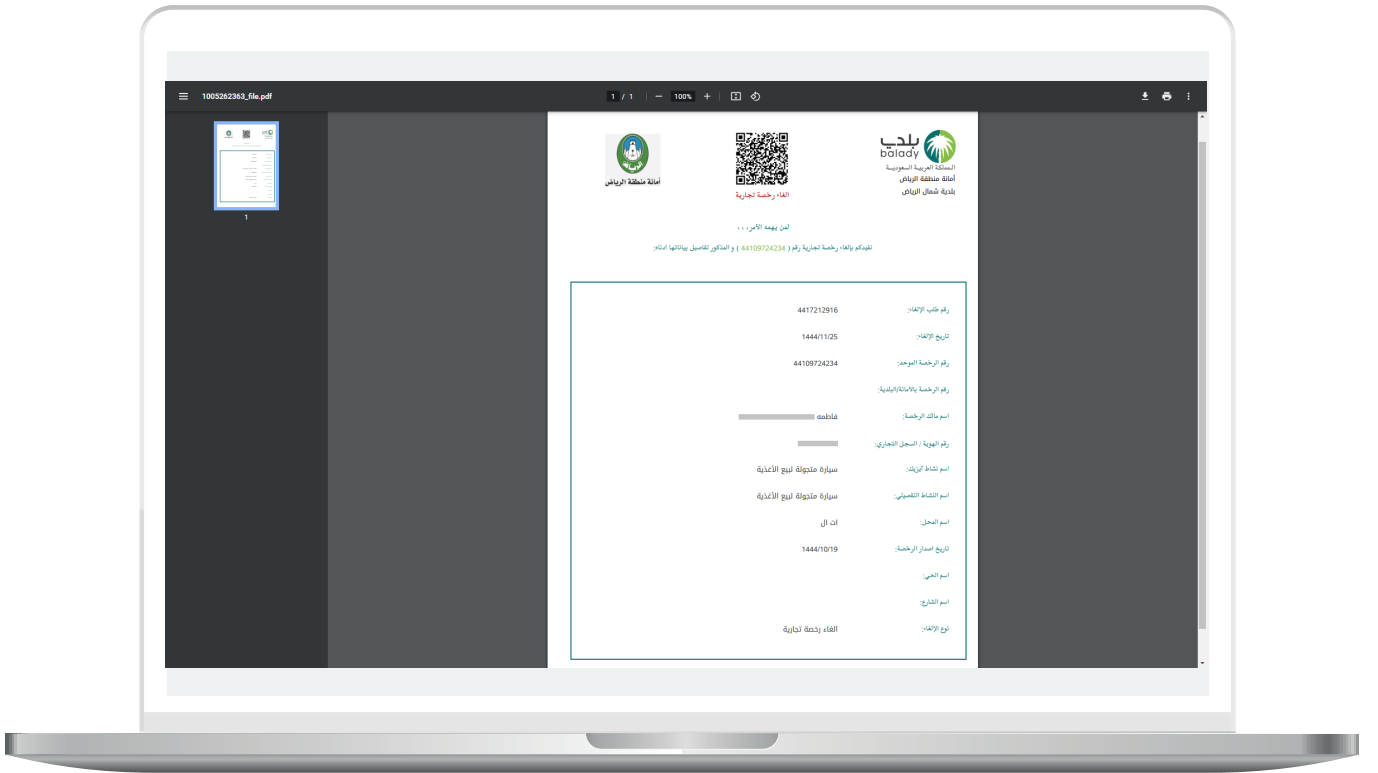 1005262363_file.pdf
1 / 1
100%
1
بلدي
balady
المملكة العربية السعودية
أمانة منطقة الرياض
بلدية شمال الرياض
أمانة منطقة الرياض
الغاء رخصة تجارية
لمن يهمه الأمر ، ، ،
نفيدكم بإلغاء رخصة تجارية رقم ( 44109724234 ) و المذكور تفاصيل بياناتها أدناه:
رقم طلب الإلغاء: 4417212916
تاريخ الإلغاء: 1444/11/25
رقم الرخصة الموحد: 44109724234
رقم الرخصة بالأمانة/البلدية:
اسم مالك الرخصة: فاطمه
رقم الهوية / السجل التجاري:
اسم نشاط آيزيك: سيارة متجولة لبيع الأغذية
اسم النشاط التفصيلي: سيارة متجولة لبيع الأغذية
اسم المحل: ات ال
تاريخ اصدار الرخصة: 1444/10/19
اسم الحي:
اسم الشارع:
نوع الإلغاء: الغاء رخصة تجارية